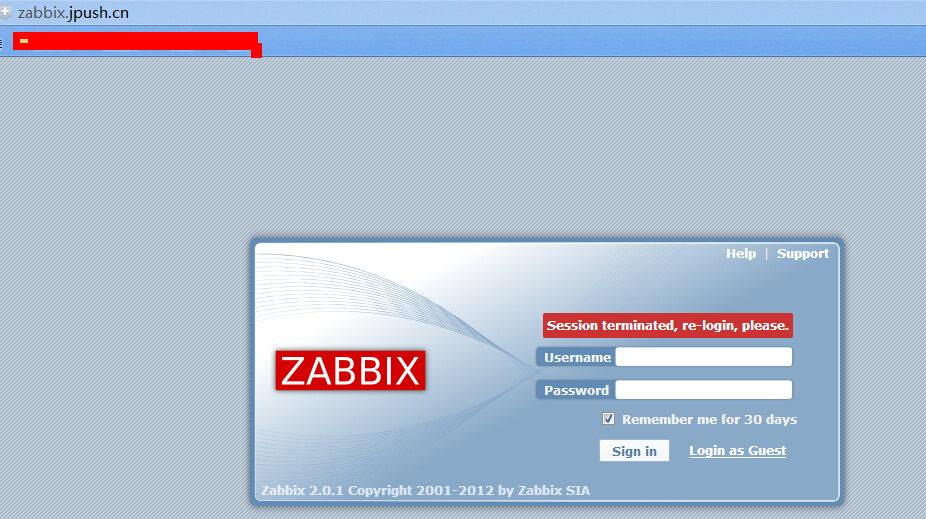 zabbix.jpush.cn
Help | Support
Session terminated, re-login, please.
Username
ZABBIX
Password
Remember me for 30 days
Sign in Login as Guest
Zabbix 2.0.1 Copyright 2001-2012 by Zabbix SIA